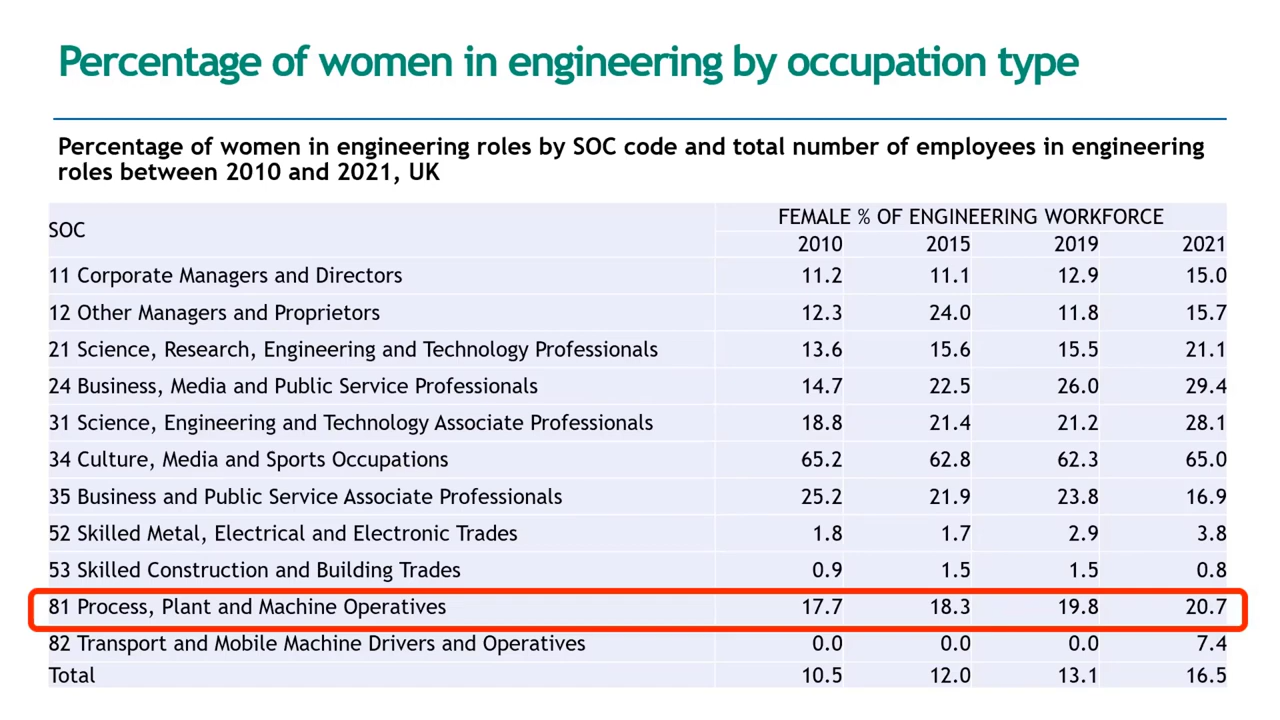 Percentage of women in engineering by occupation type
Percentage of women in engineering roles by SOC code and total number of employees in engineering
roles between 2010 and 2021, UK
SOC
FEMALE % OF ENGINEERING WORKFORCE
2010 2015 2019 2021
11 Corporate Managers and Directors 11.2 11.1 12.9 15.0
12 Other Managers and Proprietors 12.3 24.0 11.8 15.7
21 Science, Research, Engineering and Technology Professionals 13.6 15.6 15.5 21.1
24 Business, Media and Public Service Professionals 14.7 22.5 26.0 29.4
31 Science, Engineering and Technology Associate Professionals 18.8 21.4 21.2 28.1
34 Culture, Media and Sports Occupations 65.2 62.8 62.3 65.0
35 Business and Public Service Associate Professionals 25.2 21.9 23.8 16.9
52 Skilled Metal, Electrical and Electronic Trades 1.8 1.7 2.9 3.8
53 Skilled Construction and Building Trades 0.9 1.5 1.5 0.8
81 Process, Plant and Machine Operatives 17.7 18.3 19.8 20.7
82 Transport and Mobile Machine Drivers and Operatives 0.0 0.0 0.0 7.4
Total 10.5 12.0 13.1 16.5